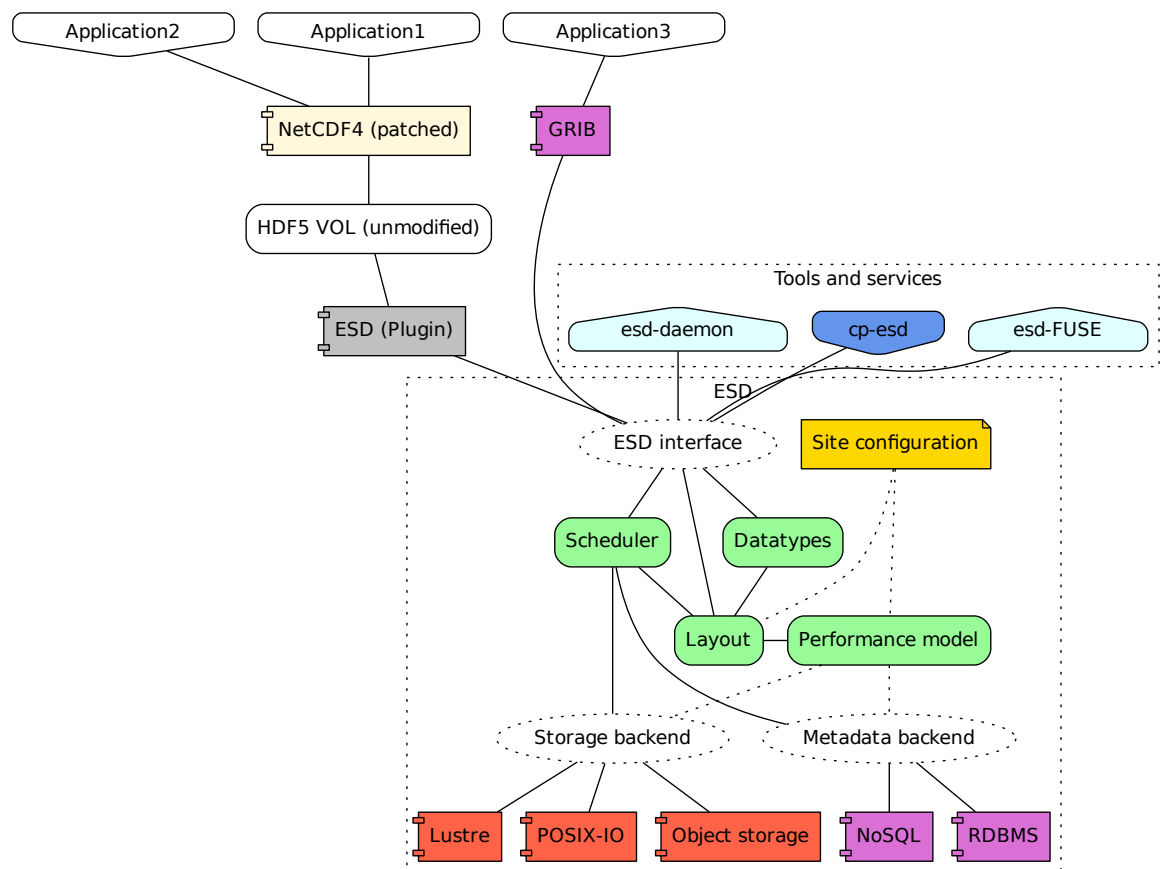 Application2
Application1
Application3
NetCDF4 (patched)
GRIB
HDF5 VOL (unmodified)
Tools and services
ESD (Plugin)
esd-daemon
cp-esd
esd-FUSE
ESD
ESD interface
Site configuration
Scheduler
Datatypes
Layout
Performance model
Storage backend
Metadata backend
Lustre
POSIX-IO
Object storage
NoSQL
RDBMS